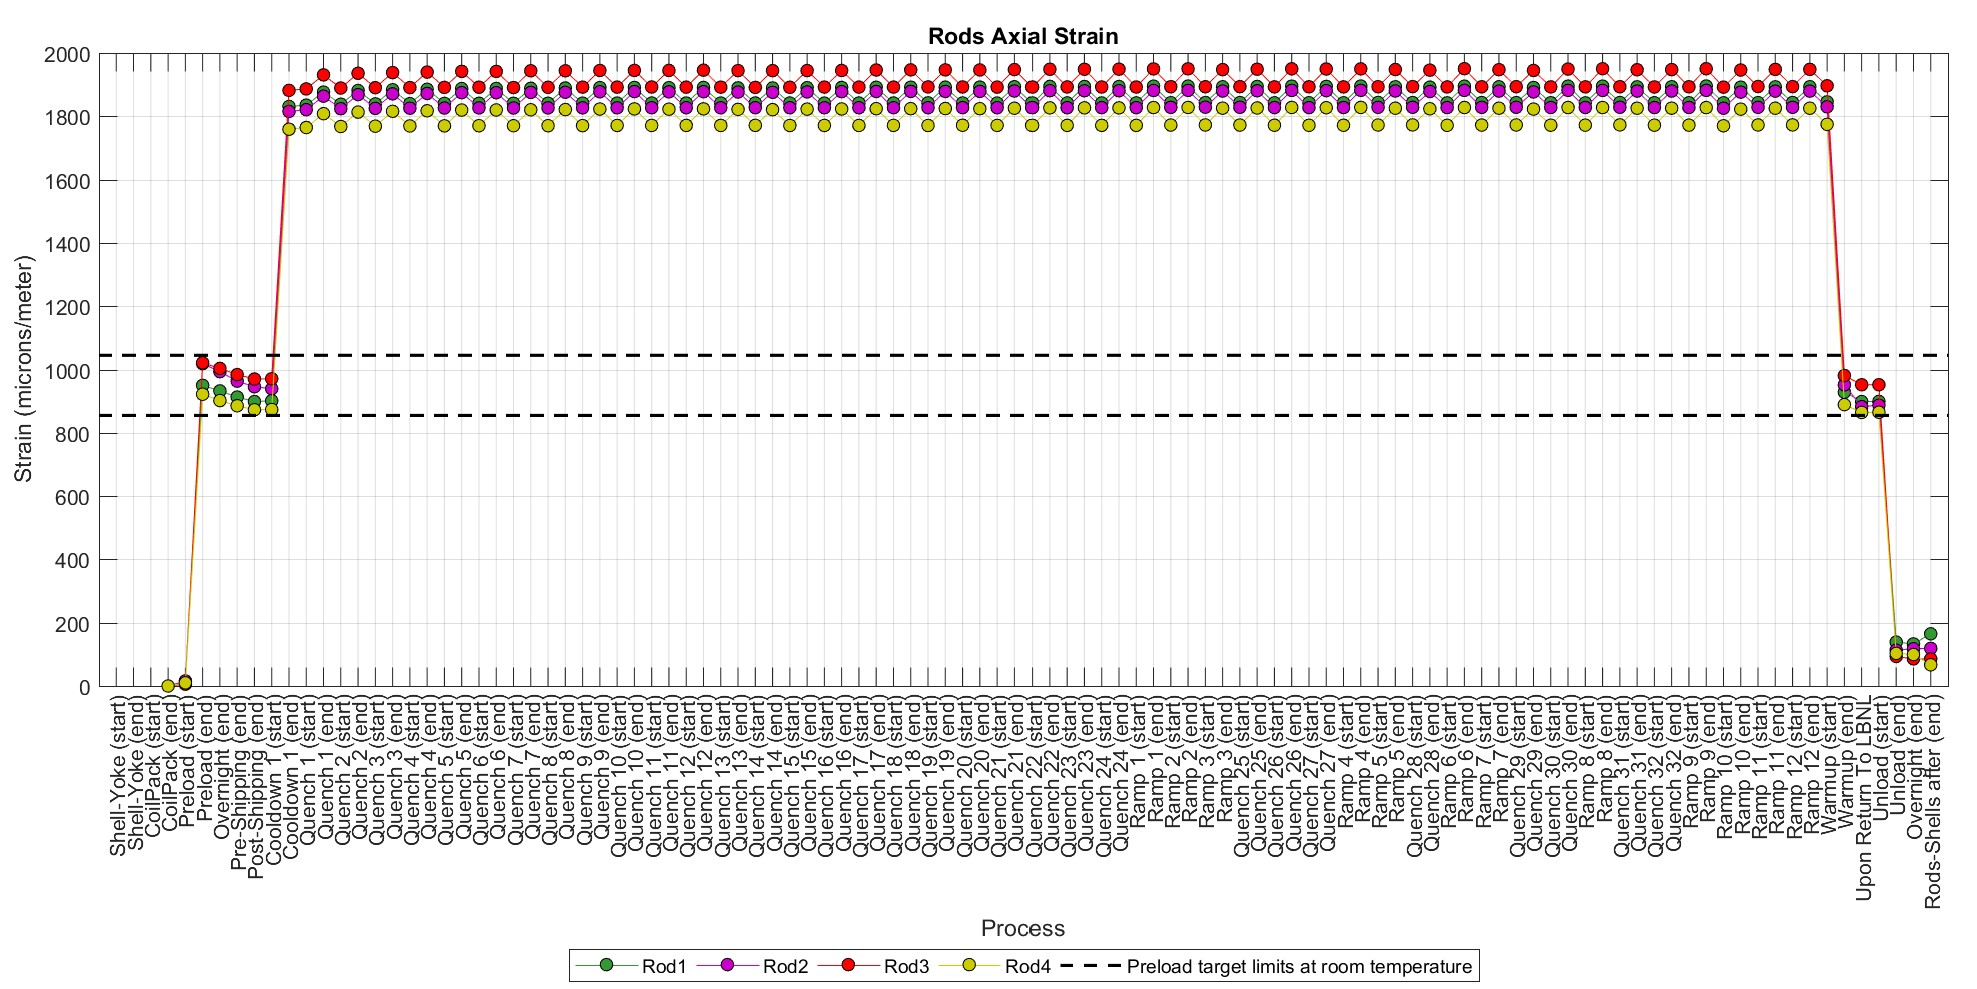 Rods Axial Strain
2000
1800
1600
1400
1200
1000
800
600
400
200
0
Strain (microns/meter)
Shell-Yoke (start)
Shell-Yoke (end)
CoilPack (start)
CoilPack (end)
Preload (start)
Preload (end)
Overnight (end)
Pre-Shipping (end)
Post-Shipping (end)
Cooldown 1 (start)
Cooldown 1 (end)
Quench 1 (start)
Quench 1 (end)
Quench 2 (start)
Quench 2 (end)
Quench 3 (start)
Quench 3 (end)
Quench 4 (start)
Quench 4 (end)
Quench 5 (start)
Quench 5 (end)
Quench 6 (start)
Quench 6 (end)
Quench 7 (start)
Quench 7 (end)
Quench 8 (start)
Quench 8 (end)
Quench 9 (start)
Quench 9 (end)
Quench 10 (start)
Quench 10 (end)
Quench 11 (start)
Quench 11 (end)
Quench 12 (start)
Quench 12 (end)
Quench 13 (start)
Quench 13 (end)
Quench 14 (start)
Quench 14 (end)
Quench 15 (start)
Quench 15 (end)
Quench 16 (start)
Quench 16 (end)
Quench 17 (start)
Quench 17 (end)
Quench 18 (start)
Quench 18 (end)
Quench 19 (start)
Quench 19 (end)
Quench 20 (start)
Quench 20 (end)
Quench 21 (start)
Quench 21 (end)
Quench 22 (start)
Quench 22 (end)
Quench 23 (start)
Quench 23 (end)
Quench 24 (start)
Quench 24 (end)
Ramp 1 (start)
Ramp 1 (end)
Ramp 2 (start)
Ramp 2 (end)
Ramp 3 (start)
Ramp 3 (end)
Quench 25 (start)
Quench 25 (end)
Quench 26 (start)
Quench 26 (end)
Quench 27 (start)
Quench 27 (end)
Ramp 4 (start)
Ramp 4 (end)
Ramp 5 (start)
Ramp 5 (end)
Quench 28 (start)
Quench 28 (end)
Ramp 6 (start)
Ramp 6 (end)
Ramp 7 (start)
Ramp 7 (end)
Quench 29 (start)
Quench 29 (end)
Quench 30 (start)
Quench 30 (end)
Ramp 8 (start)
Ramp 8 (end)
Quench 31 (start)
Quench 31 (end)
Quench 32 (start)
Quench 32 (end)
Ramp 9 (start)
Ramp 9 (end)
Ramp 10 (start)
Ramp 10 (end)
Ramp 11 (start)
Ramp 11 (end)
Ramp 12 (start)
Ramp 12 (end)
Warmup (start)
Warmup (end)
Upon Return To LBNL
Unload (start)
Unload (end)
Overnight (end)
Rods-Shells after (end)
Process
Rod1 Rod2 Rod3 Rod4 Preload target limits at room temperature